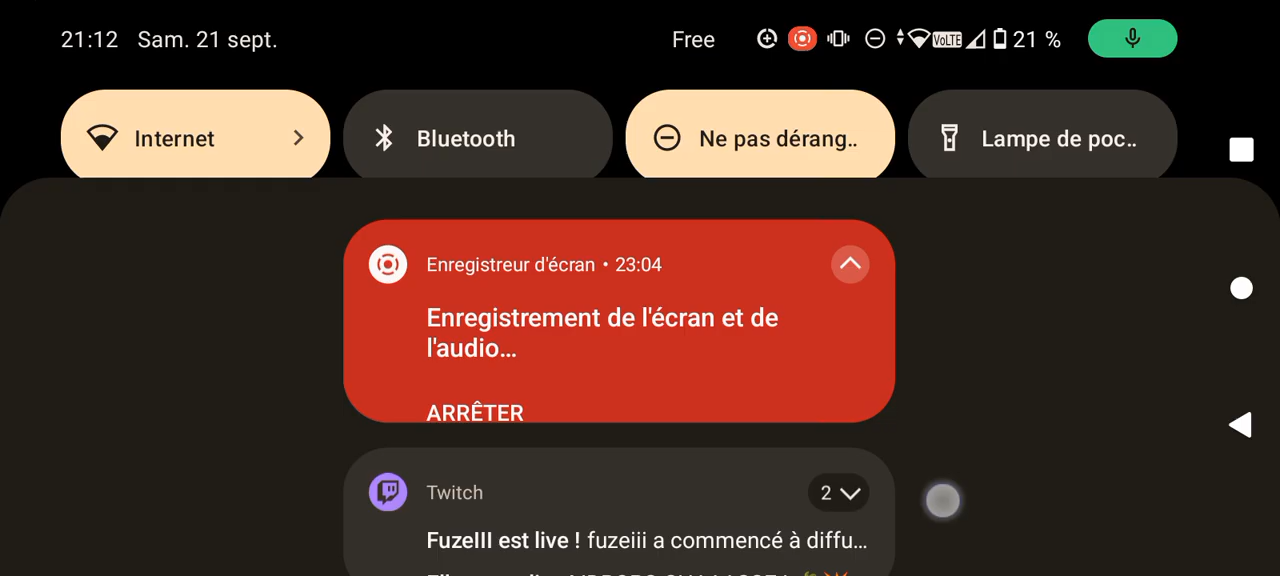 21:12 Sam. 21 sept.
Free
VoLTE
21 %
Internet
Bluetooth
Ne pas dérang..
Lampe de poc..
Enregistreur d'écran • 23:04
Enregistrement de l'écran et de
l'audio…
ARRÊTER
Twitch
2
FuzeIII est live ! fuzeiii a commencé à diffu…